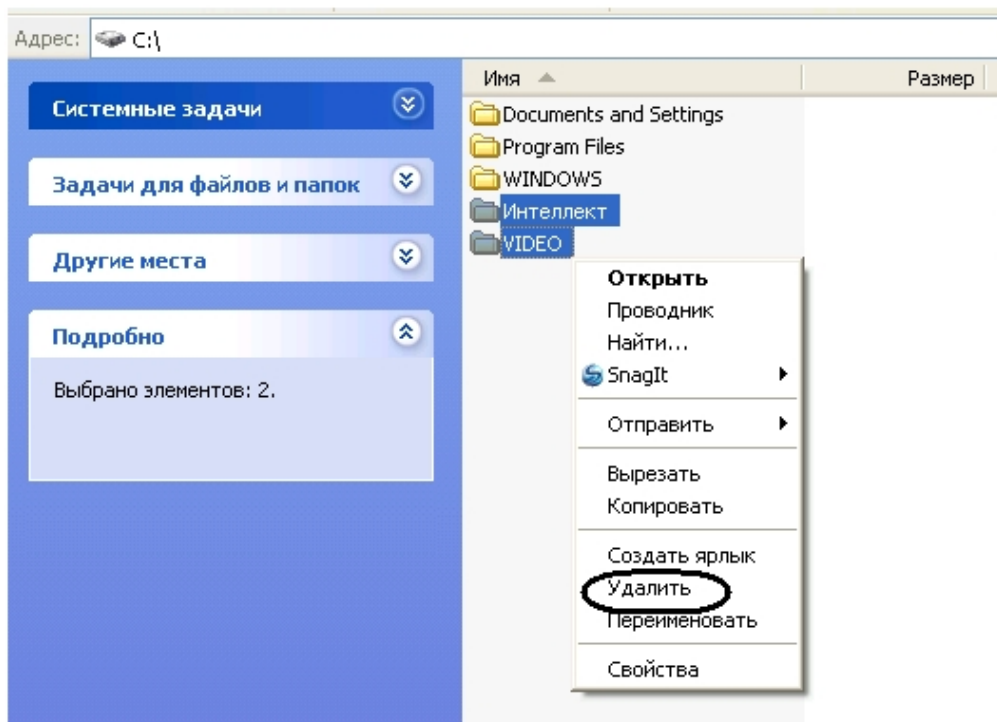 Адрес: C:\
Системные задачи
Задачи для файлов и папок
Другие места
Подробно
Выбрано элементов: 2.
Имя Размер
Documents and Settings
Program Files
WINDOWS
Интеллект
VIDEO
Открыть
Проводник
Найти...
SnagIt
Отправить
Вырезать
Копировать
Создать ярлык
Удалить
Переименовать
Свойства